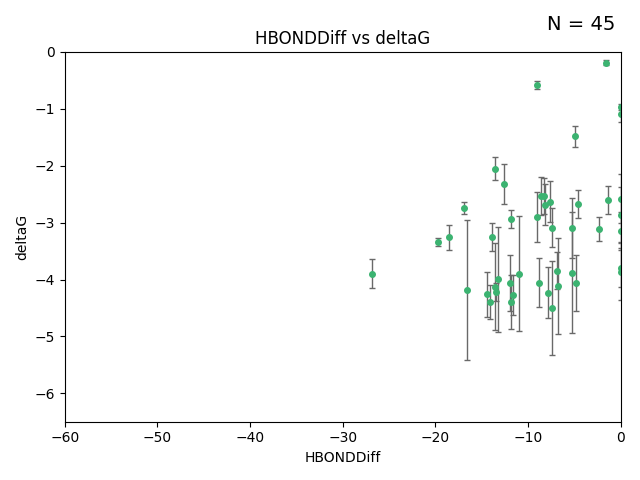 N = 45
HBONDDiff vs deltaG
0
−1
−2
−3
−4
−5
−6
deltaG
−60 −50 −40 −30 −20 −10 0
HBONDDiff